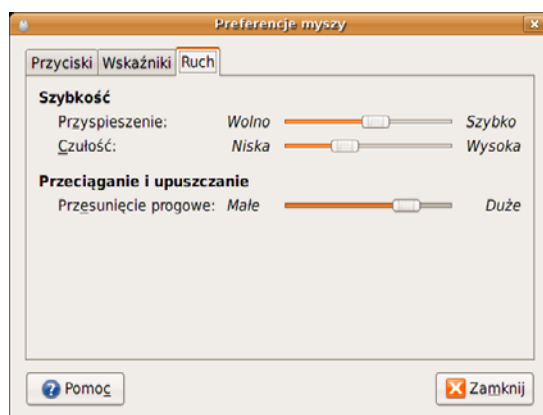 Preferencje myszy
Przyciski Wskaźniki Ruch
Szybkość
Przyspieszenie: Wolno Szybko
Czułość: Niska Wysoka
Przeciąganie i upuszczanie
Przesunięcie progowe: Małe Duże
Pomoc Zamknij